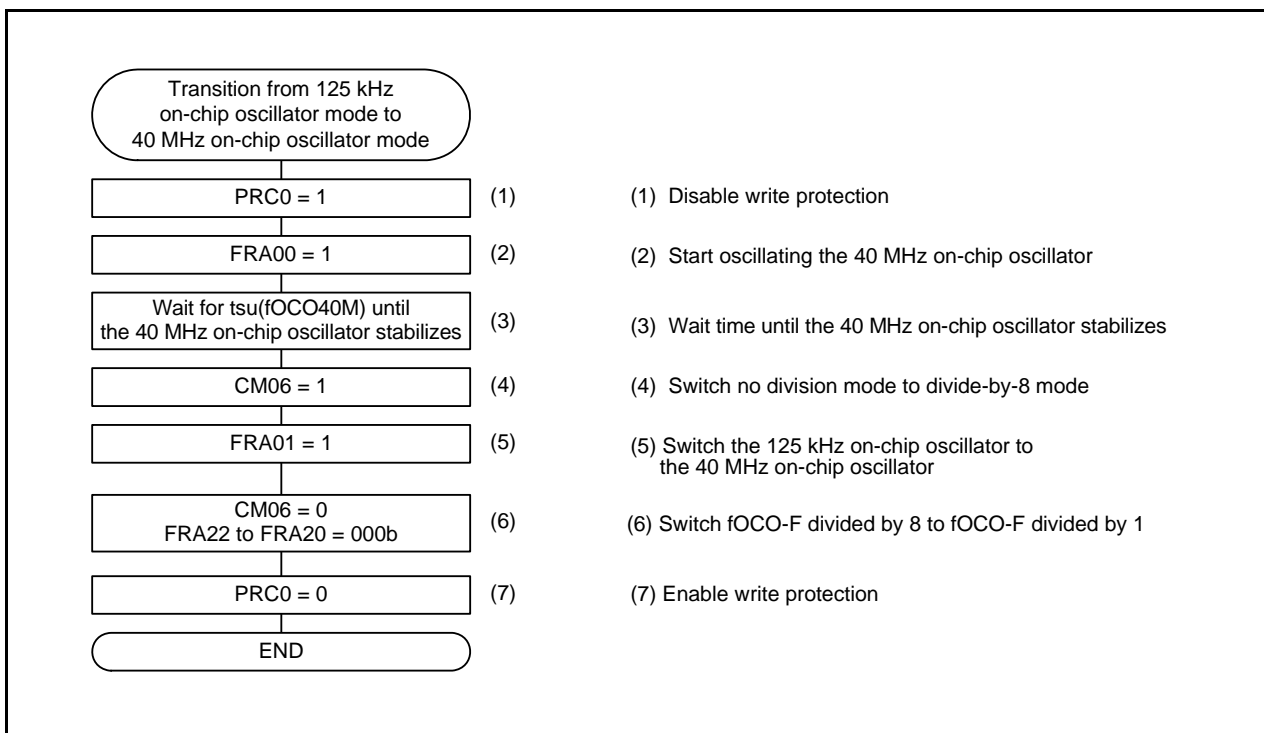 Transition from 125 kHz
on-chip oscillator mode to
40 MHz on-chip oscillator mode
PRC0 = 1 (1) (1) Disable write protection
FRA00 = 1 (2) (2) Start oscillating the 40 MHz on-chip oscillator
Wait for tsu(fOCO40M) until
the 40 MHz on-chip oscillator stabilizes (3) (3) Wait time until the 40 MHz on-chip oscillator stabilizes
CM06 = 1 (4) (4) Switch no division mode to divide-by-8 mode
FRA01 = 1 (5) (5) Switch the 125 kHz on-chip oscillator to
the 40 MHz on-chip oscillator
CM06 = 0
FRA22 to FRA20 = 000b (6) (6) Switch fOCO-F divided by 8 to fOCO-F divided by 1
PRC0 = 0 (7) (7) Enable write protection
END